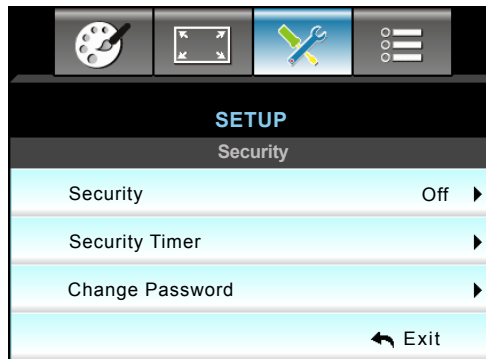 SETUP
Security
Security Off
Security Timer
Change Password
Exit